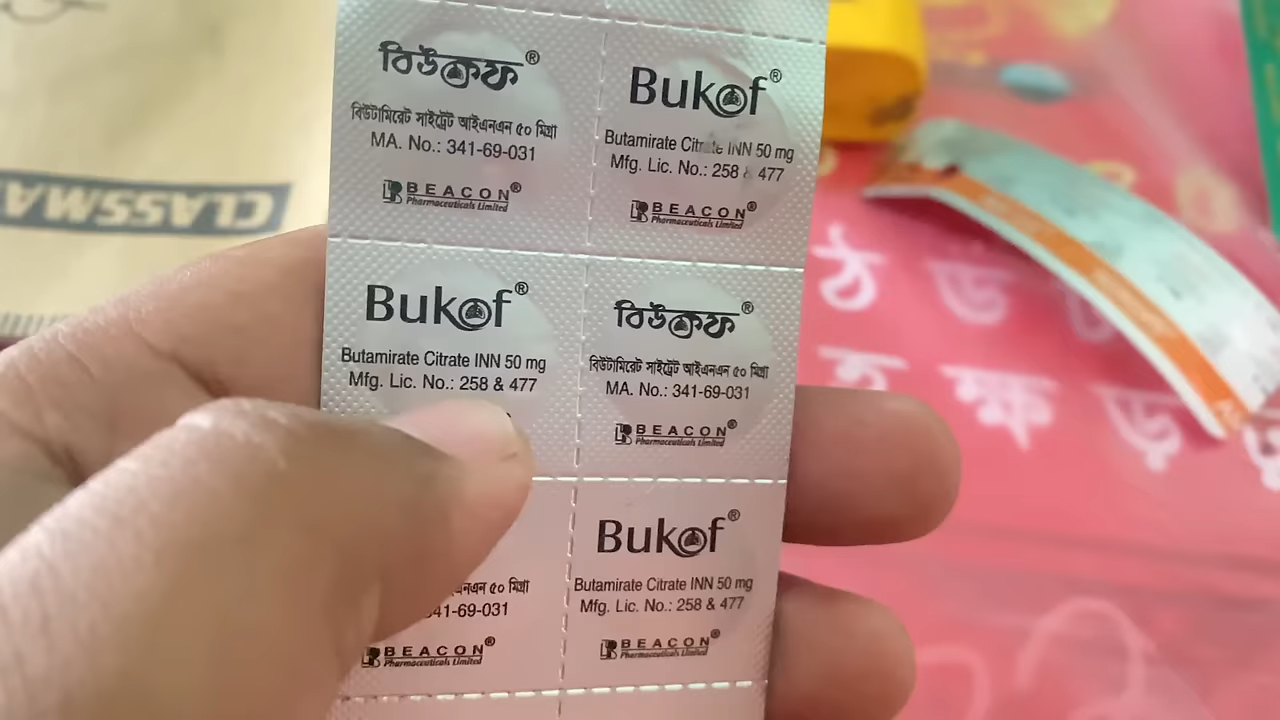 বিউকফ®
বিউটামিরেট সাইট্রেট আইএনএন ৫০ মিগ্রা
MA. No.: 341-69-031
BEACON®
Pharmaceuticals Limited
Bukof®
Butamirate Citrate INN 50 mg
Mfg. Lic. No.: 258 & 477
BEACON®
Pharmaceuticals Limited
Bukof®
Butamirate Citrate INN 50 mg
Mfg. Lic. No.: 258 & 477
বিউকফ®
বিউটামিরেট সাইট্রেট আইএনএন ৫০ মিগ্রা
MA. No.: 341-69-031
BEACON®
Pharmaceuticals Limited
৫০ মিগ্রা
41-69-031
BEACON®
Pharmaceuticals Limited
Bukof®
Butamirate Citrate INN 50 mg
Mfg. Lic. No.: 258 & 477
BEACON®
Pharmaceuticals Limited
CLASSMA
ঠ ড
ক্ষ ড়